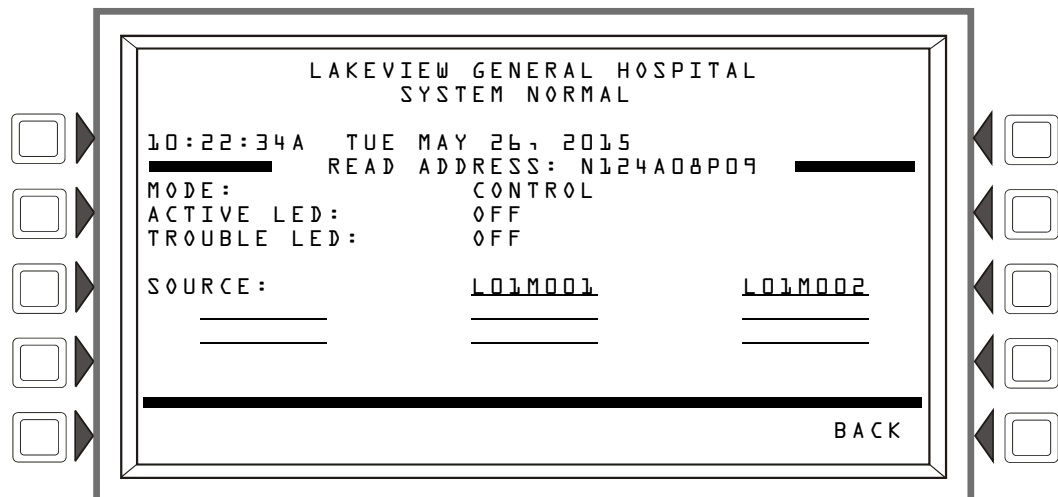 LAKEVIEW GENERAL HOSPITAL
SYSTEM NORMAL
10:22:34A TUE MAY 26, 2015
READ ADDRESS: N124A08P09
MODE: CONTROL
ACTIVE LED: OFF
TROUBLE LED: OFF
SOURCE: L01M001 L01M002
BACK